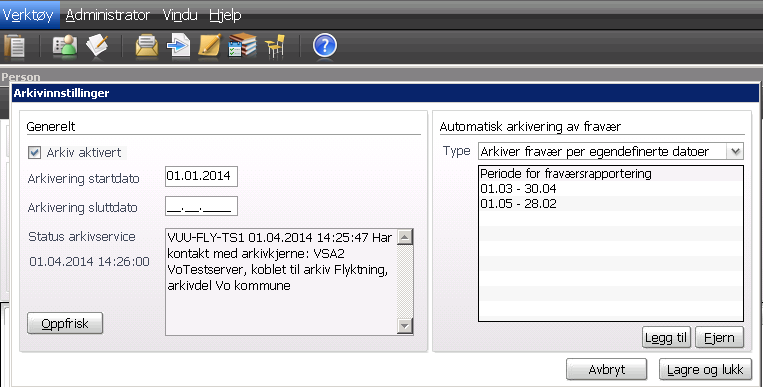 Verktøy Administrator Vindu Hjelp
Person
Arkivinnstillinger
Generelt
Arkiv aktivert
Arkivering startdato 01.01.2014
Arkivering sluttdato __.__.____
Status arkivservice
01.04.2014 14:26:00
VUU-FLY-TS1 01.04.2014 14:25:47 Har
kontakt med arkivkjerne: VSA2
VoTestserver, koblet til arkiv Flyktning,
arkivdel Vo kommune
Oppfrisk
Automatisk arkivering av fravær
Type Arkiver fravær per egendefinerte datoer
Periode for fraværsrapportering
01.03 - 30.04
01.05 - 28.02
Legg til Fjern
Avbryt Lagre og lukk